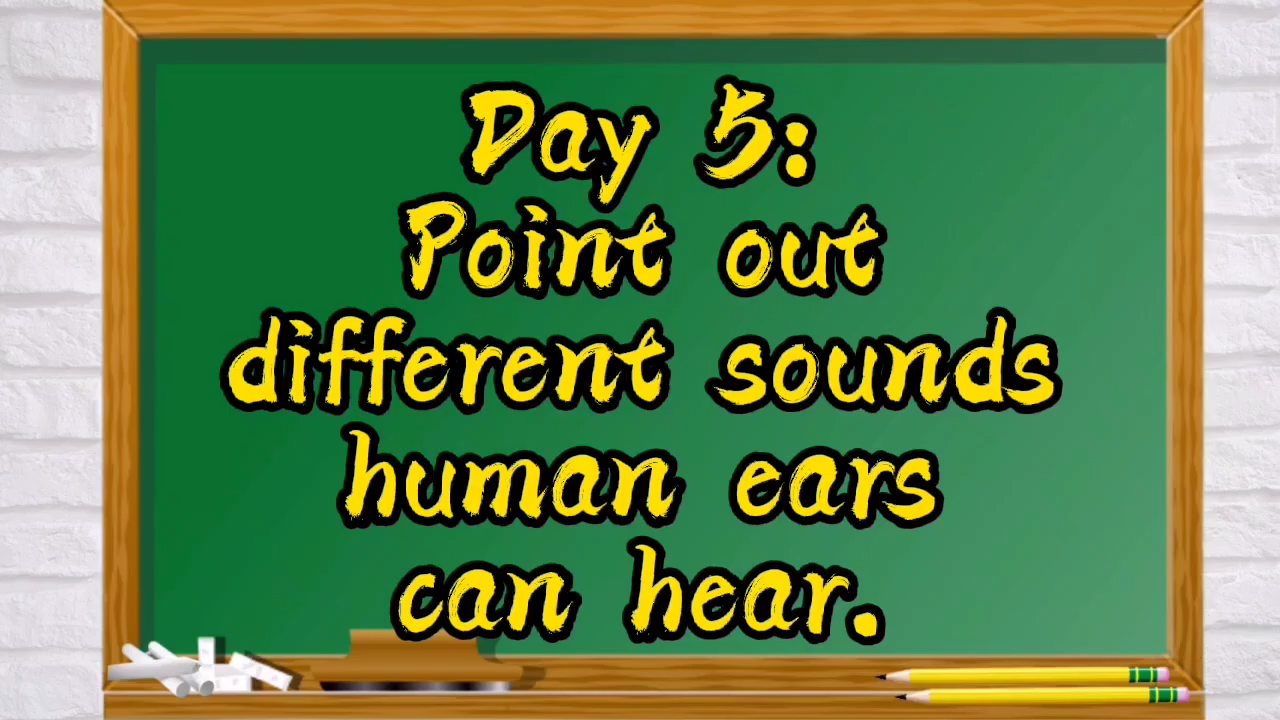 Day 5:
Point out
different sounds
human ears
can hear.